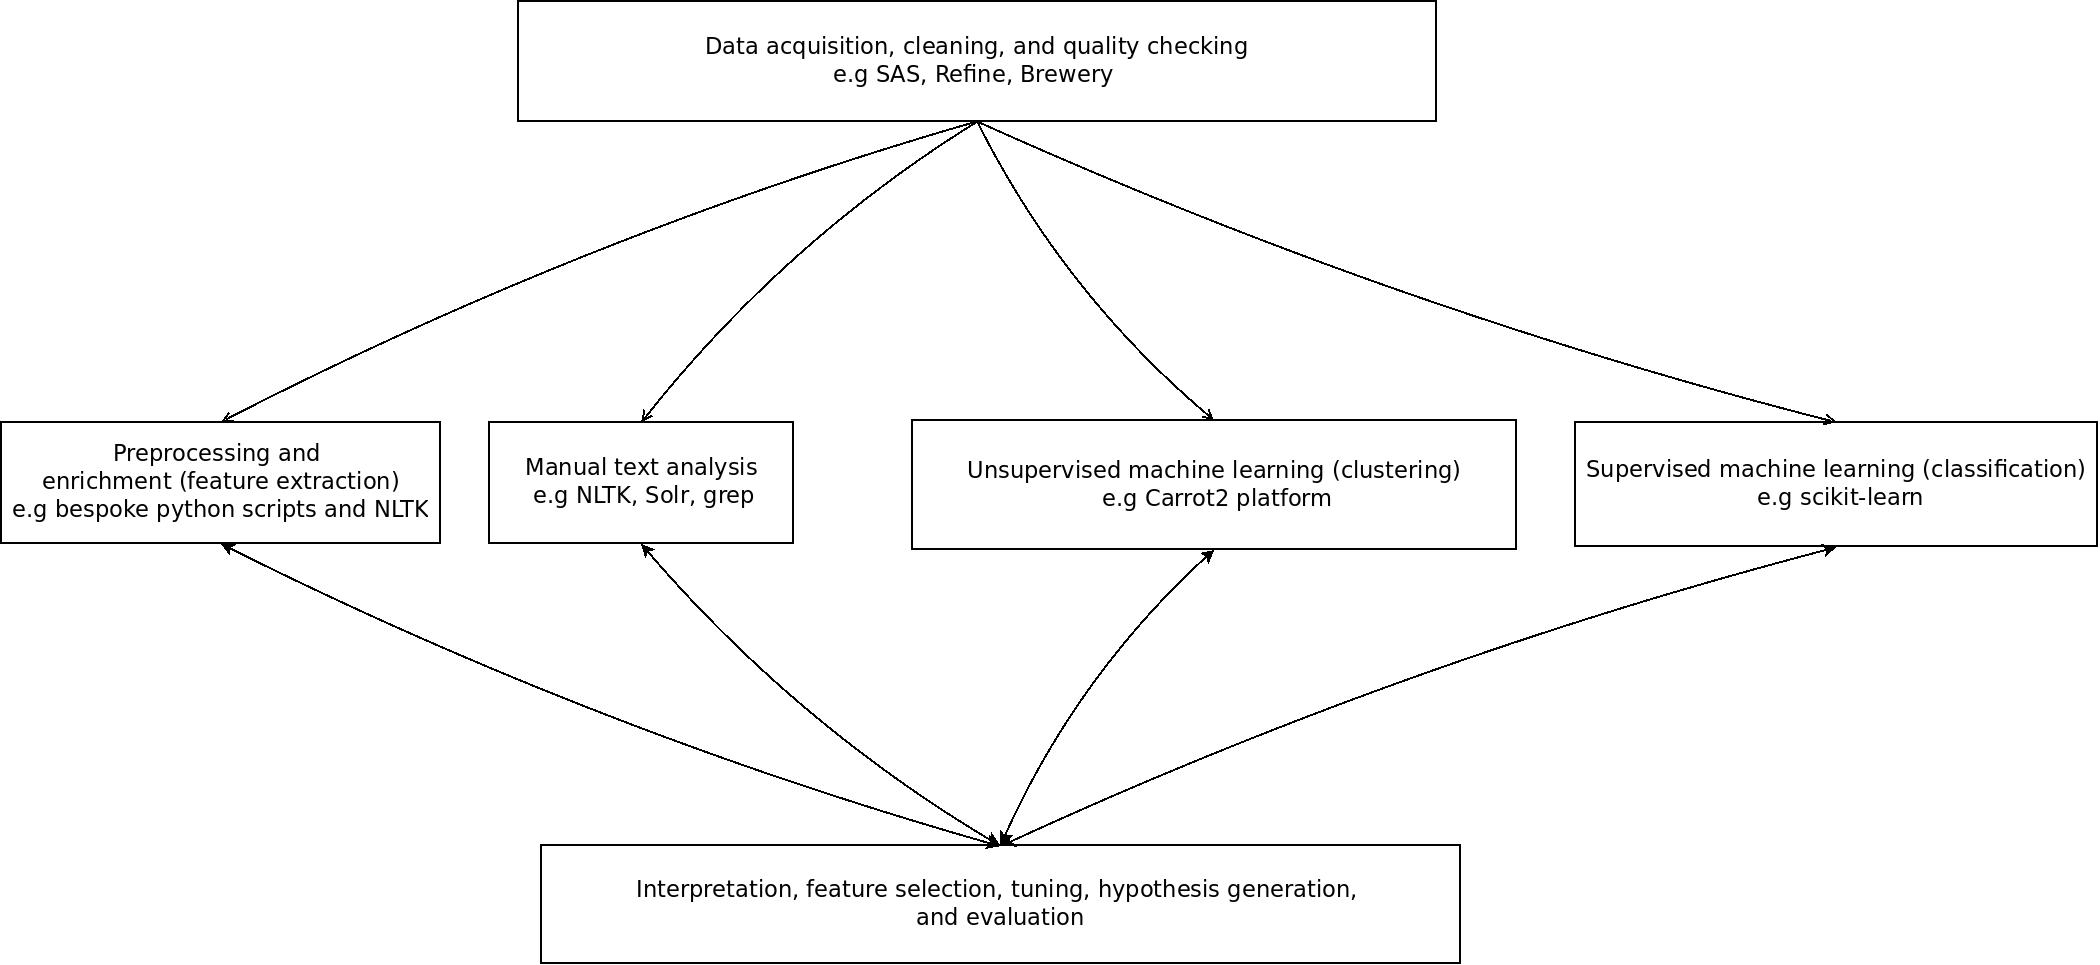 Data acquisition, cleaning, and quality checking
e.g SAS, Refine, Brewery
Preprocessing and
enrichment (feature extraction)
e.g bespoke python scripts and NLTK
Manual text analysis
e.g NLTK, Solr, grep
Unsupervised machine learning (clustering)
e.g Carrot2 platform
Supervised machine learning (classification)
e.g scikit-learn
Interpretation, feature selection, tuning, hypothesis generation,
and evaluation